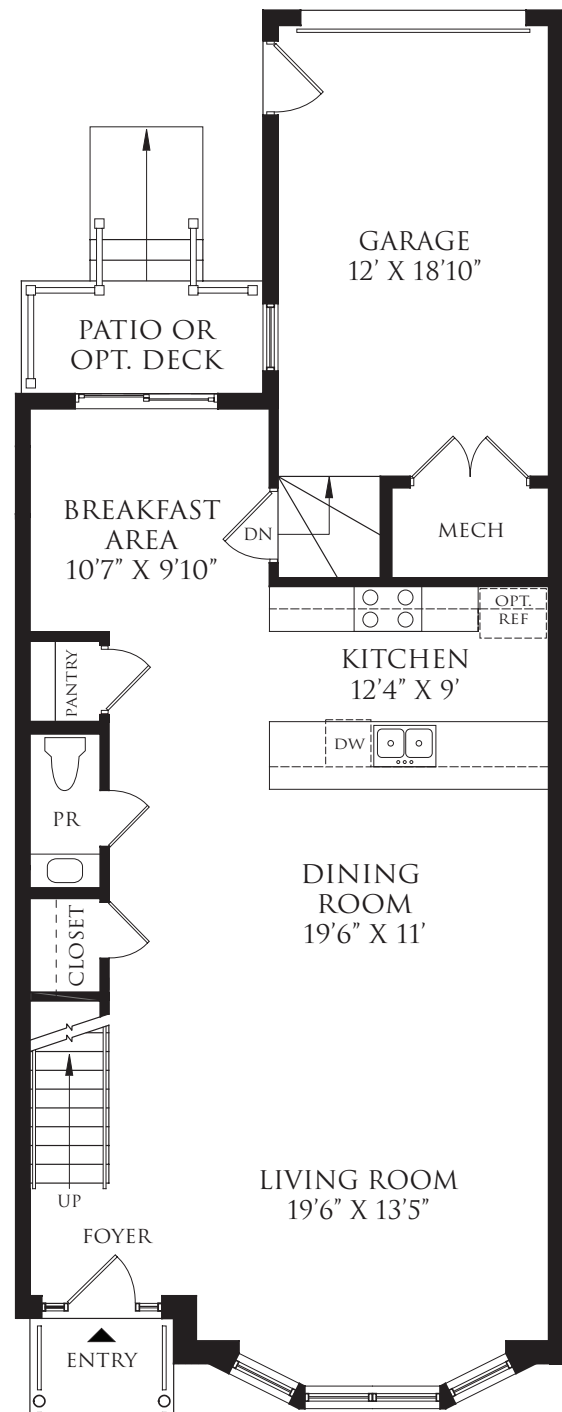 GARAGE
12' X 18'10"
PATIO OR
OPT. DECK
BREAKFAST
AREA
10'7" X 9'10"
DN
MECH
OPT.
REF
KITCHEN
12'4" X 9'
PANTRY
DW
PR
DINING
ROOM
19'6" X 11'
CLOSET
LIVING ROOM
19'6" X 13'5"
UP
FOYER
ENTRY